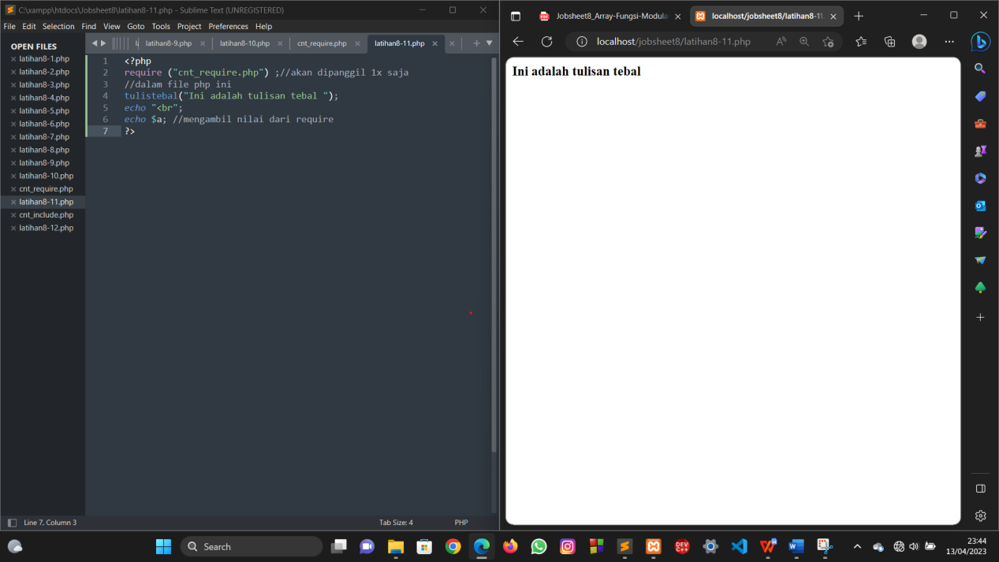 C:\xampp\htdocs\Jobsheet8\latihan8-11.php - Sublime Text (UNREGISTERED)
File Edit Selection Find View Goto Tools Project Preferences Help
OPEN FILES
latihan8-1.php
latihan8-2.php
latihan8-3.php
latihan8-4.php
latihan8-5.php
latihan8-6.php
latihan8-7.php
latihan8-8.php
latihan8-9.php
latihan8-10.php
cnt_require.php
latihan8-11.php
cnt_include.php
latihan8-12.php
latihan8-9.php latihan8-10.php cnt_require.php latihan8-11.php
1 <?php
2 require ("cnt_require.php") ;//akan dipanggil 1x saja
3 //dalam file php ini
4 tulistebal("Ini adalah tulisan tebal ");
5 echo "<br";
6 echo $a; //mengambil nilai dari require
7 ?>
Line 7, Column 3 Tab Size: 4 PHP
Jobsheet8_Array-Fungsi-Modula localhost/jobsheet8/latihan8-11
localhost/jobsheet8/latihan8-11.php
Ini adalah tulisan tebal
Search
DEV C++
23:44
13/04/2023